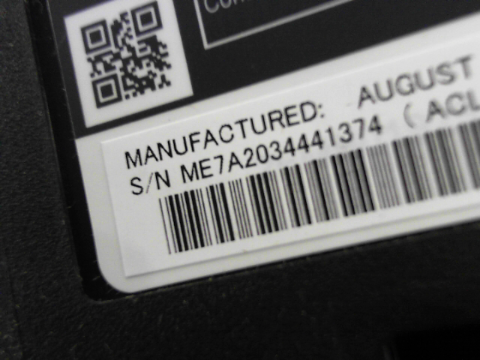 MANUFACTURED: AUGUST
S/N ME7A2034441374 (ACL